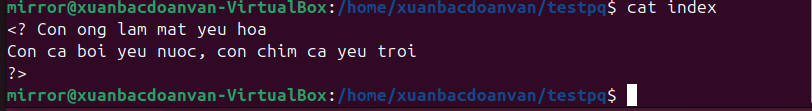 mirror@xuanbacdoanvan-VirtualBox:/home/xuanbacdoanvan/testpq$ cat index
<? Con ong lam mat yeu hoa
Con ca boi yeu nuoc, con chim ca yeu troi
?>
mirror@xuanbacdoanvan-VirtualBox:/home/xuanbacdoanvan/testpq$